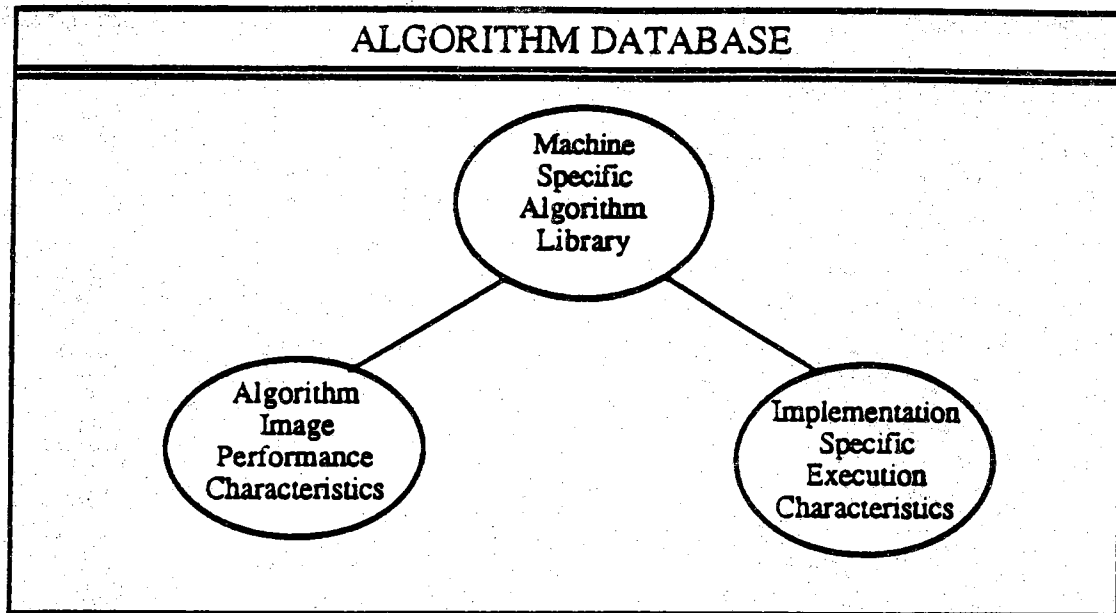 ALGORITHM DATABASE
Machine
Specific
Algorithm
Library
Algorithm
Image
Performance
Characteristics
Implementation
Specific
Execution
Characteristics